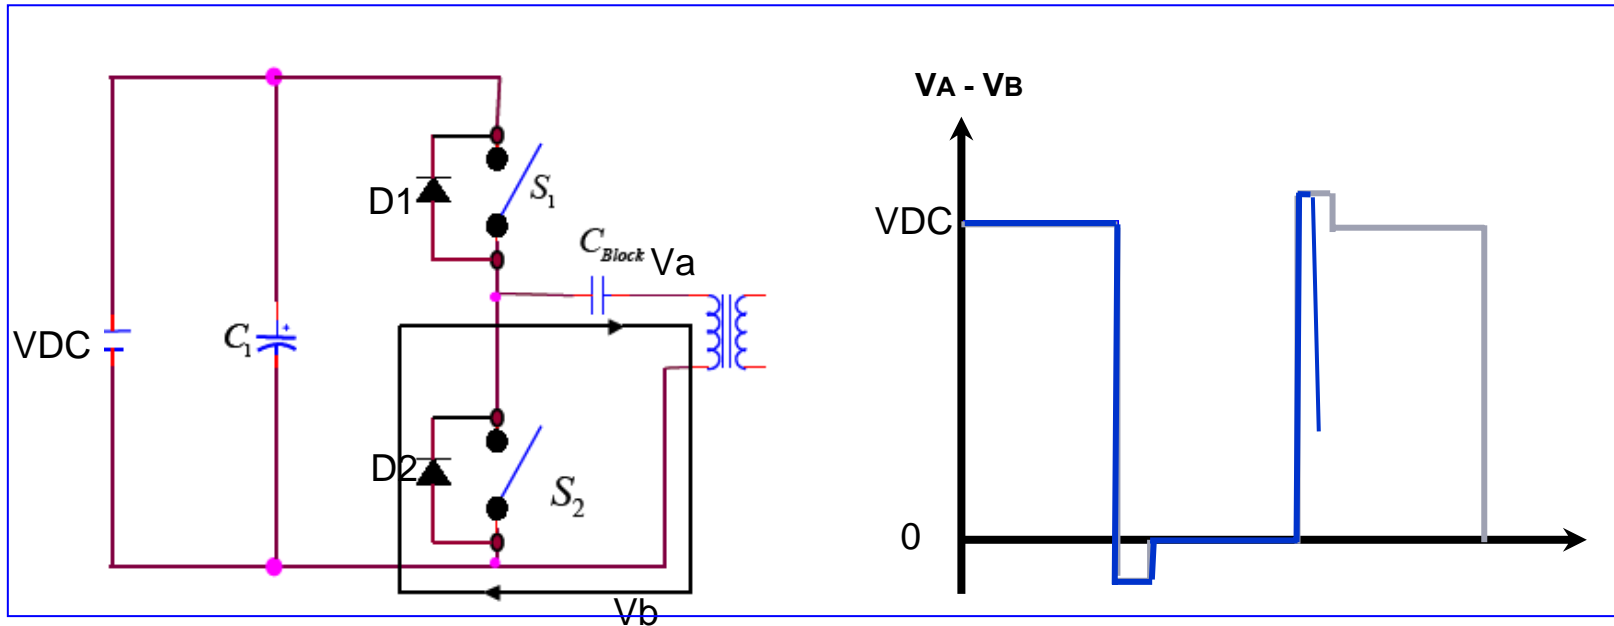 VA - VB
D1
S1
VDC
CBlock
Va
VDC
C1
+
0
D2
S2
Vb